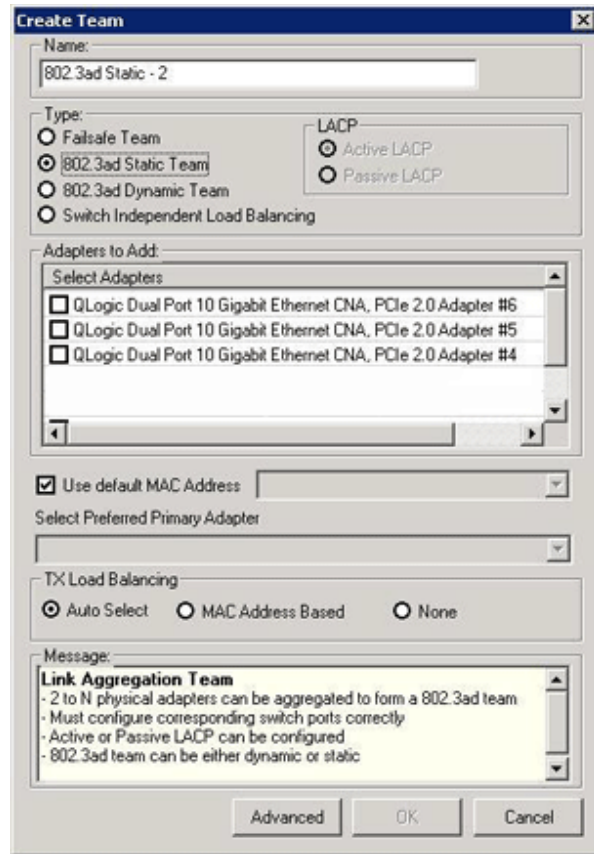 Create Team
Name:
802.3ad Static - 2
Type:
Failsafe Team
802.3ad Static Team
802.3ad Dynamic Team
Switch Independent Load Balancing
LACP
Active LACP
Passive LACP
Adapters to Add:
Select Adapters
QLogic Dual Port 10 Gigabit Ethernet CNA, PCIe 2.0 Adapter #6
QLogic Dual Port 10 Gigabit Ethernet CNA, PCIe 2.0 Adapter #5
QLogic Dual Port 10 Gigabit Ethernet CNA, PCIe 2.0 Adapter #4
Use default MAC Address
Select Preferred Primary Adapter
TX Load Balancing
Auto Select
MAC Address Based
None
Message:
Link Aggregation Team
- 2 to N physical adapters can be aggregated to form a 802.3ad team
- Must configure corresponding switch ports correctly
- Active or Passive LACP can be configured
- 802.3ad team can be either dynamic or static
Advanced
OK
Cancel